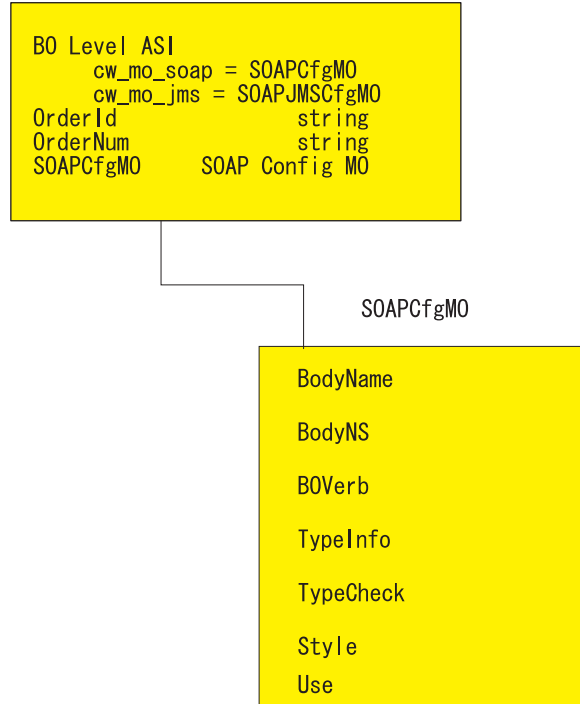 BO Level ASI
cw_mo_soap = SOAPCfgMO
cw_mo_jms = SOAPJMSCfgMO
OrderId string
OrderNum string
SOAPCfgMO SOAP Config MO
SOAPCfgMO
BodyName
BodyNS
BOVerb
TypeInfo
TypeCheck
Style
Use